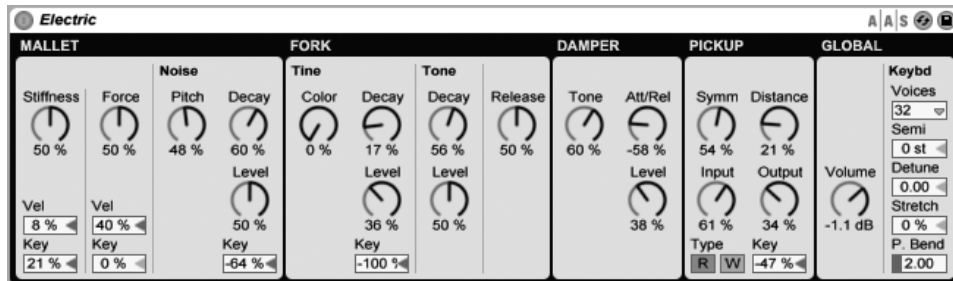 Electric
A|A|S
MALLET FORK DAMPER PICKUP GLOBAL
Noise Tine Tone Keybd
Stiffness Force Pitch Decay Color Decay Decay Release Tone Att/Rel Symm Distance Voices
32
50 % 50 % 48 % 60 % 0 % 17 % 56 % 50 % 60 % -58 % 54 % 21 % Semi
0 st
Level Level Level Level Input Output Volume Detune
0.00
Vel Vel Stretch
8 % 40 % 50 % 36 % 50 % 38 % 61 % 34 % -1.1 dB 0 %
Key Key Key Key Type Key P. Bend
21 % 0 % -64 % -100 % R W -47 % 2.00